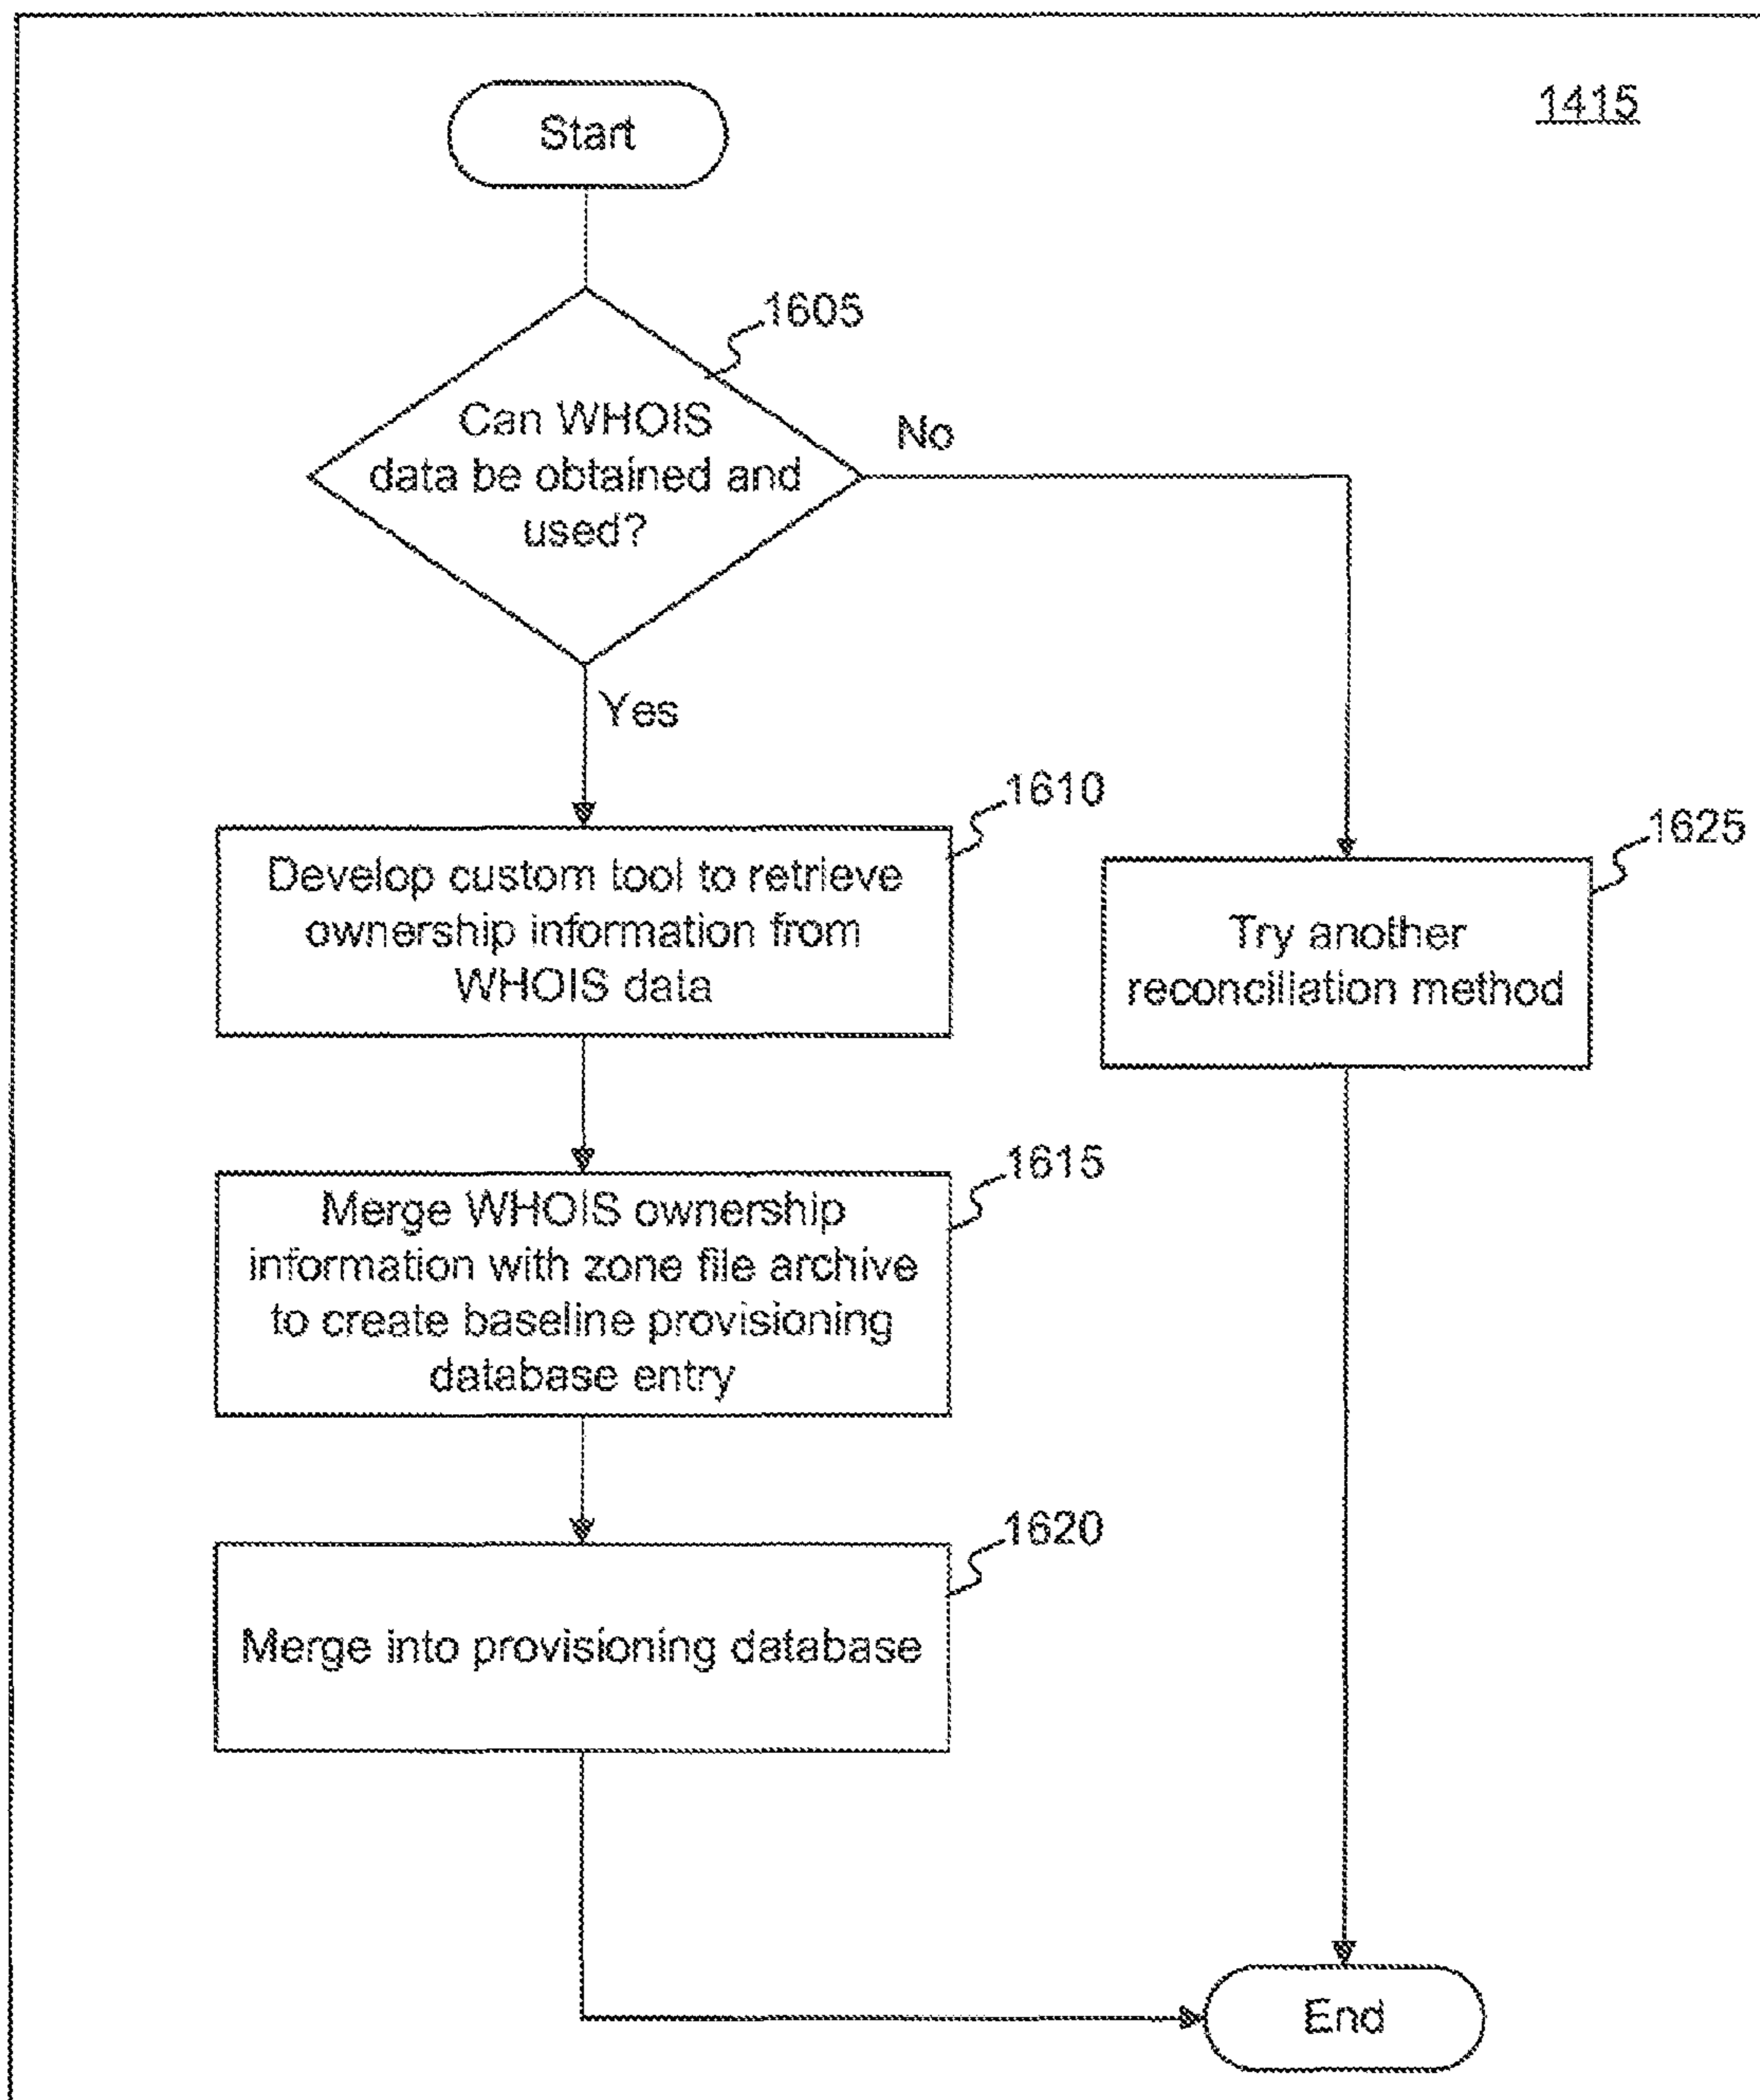 1415
Start
1605
Can WHOIS
data be obtained and
used?
No
Yes
1610
Develop custom tool to retrieve
ownership information from
WHOIS data
1625
Try another
reconciliation method
1615
Merge WHOIS ownership
information with zone file archive
to create baseline provisioning
database entry
1620
Merge into provisioning database
End